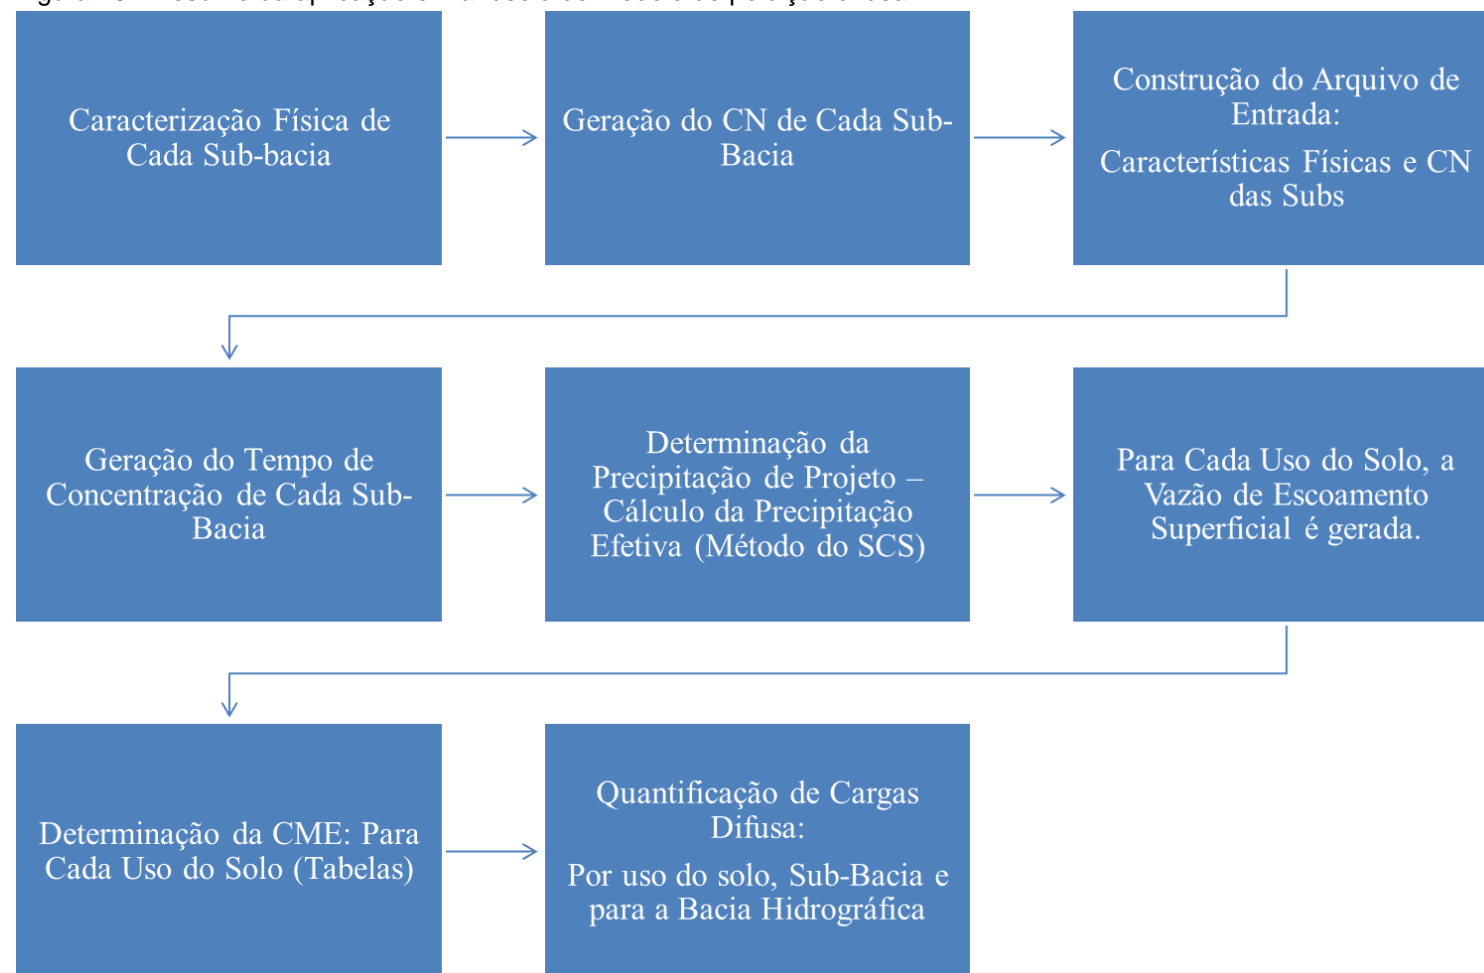 Caracterização Física de
Cada Sub-bacia
Geração do CN de Cada Sub-
Bacia
Construção do Arquivo de
Entrada:
Características Físicas e CN
das Subs
Geração do Tempo de
Concentração de Cada Sub-
Bacia
Determinação da
Precipitação de Projeto –
Cálculo da Precipitação
Efetiva (Método do SCS)
Para Cada Uso do Solo, a
Vazão de Escoamento
Superficial é gerada.
Determinação da CME: Para
Cada Uso do Solo (Tabelas)
Quantificação de Cargas
Difusa:
Por uso do solo, Sub-Bacia e
para a Bacia Hidrográfica